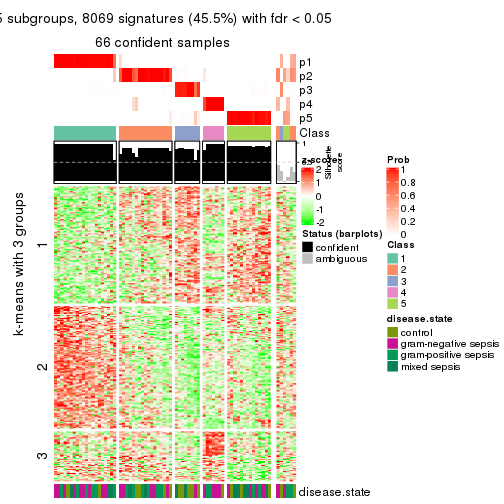 5 subgroups, 8069 signatures (45.5%) with fdr < 0.05
66 confident samples
p1
p2
p3
p4
p5
Class
1
0
Silhouette
score
k-means with 3 groups
1
2
3
disease.state
z-score
2
1
0
-1
-2
Status (barplots)
confident
ambiguous
Prob
1
0.8
0.6
0.4
0.2
0
Class
1
2
3
4
5
disease.state
control
gram-negative sepsis
gram-positive sepsis
mixed sepsis